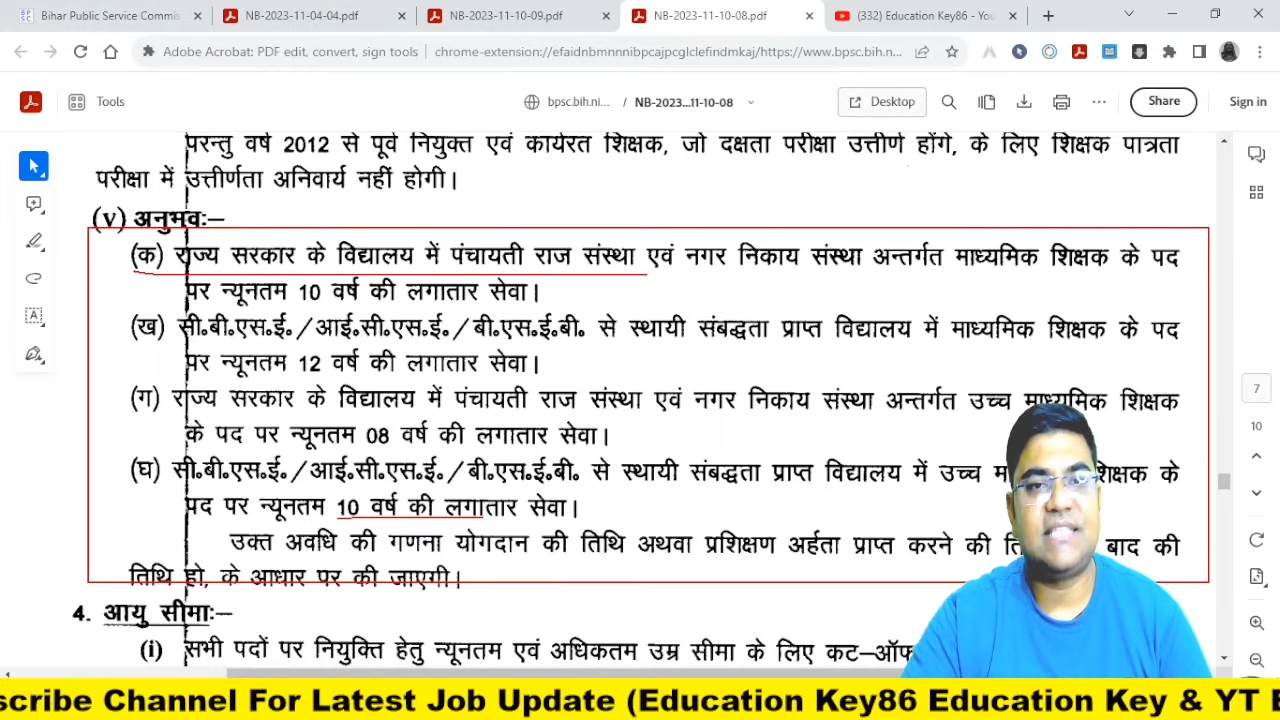 Bihar Public Service Commis
NB-2023-11-04-04.pdf
NB-2023-11-10-09.pdf
NB-2023-11-10-08.pdf
(332) Education Key86 - You
Adobe Acrobat: PDF edit, convert, sign tools
chrome-extension://efaidnbmnnnibpcajpcglclefindmkaj/https://www.bpsc.bih.ni...
Tools
bpsc.bih.ni... / NB-2023...11-10-08
Desktop
Share
Sign in
परन्तु वर्ष 2012 से पूर्व नियुक्त एवं कार्यरत शिक्षक, जो दक्षता परीक्षा उत्तीर्ण होंगे, के लिए शिक्षक पात्रता
परीक्षा में उत्तीर्णता अनिवार्य नहीं होगी।
(v) अनुभवः–
(क) राज्य सरकार के विद्यालय में पंचायती राज संस्था एवं नगर निकाय संस्था अन्तर्गत माध्यमिक शिक्षक के पद
पर न्यूनतम 10 वर्ष की लगातार सेवा।
(ख) सी.बी.एस.ई./आई.सी.एस.ई./बी.एस.ई.बी. से स्थायी संबद्धता प्राप्त विद्यालय में माध्यमिक शिक्षक के पद
पर न्यूनतम 12 वर्ष की लगातार सेवा।
(ग) राज्य सरकार के विद्यालय में पंचायती राज संस्था एवं नगर निकाय संस्था अन्तर्गत उच्च माध्यमिक शिक्षक
के पद पर न्यूनतम 08 वर्ष की लगातार सेवा।
(घ) सी.बी.एस.ई./आई.सी.एस.ई./बी.एस.ई.बी. से स्थायी संबद्धता प्राप्त विद्यालय में उच्च शिक्षक के
पद पर न्यूनतम 10 वर्ष की लगातार सेवा।
उक्त अवधि की गणना योगदान की तिथि अथवा प्रशिक्षण अर्हता प्राप्त करने की बाद की
तिथि हो, के आधार पर की जाएगी।
4. आयु सीमाः–
(i) सभी पदों पर नियुक्ति हेतु न्यूनतम एवं अधिकतम उम्र सीमा के लिए कट–ऑफ
7
10
scribe Channel For Latest Job Update (Education Key86 Education Key & YT E